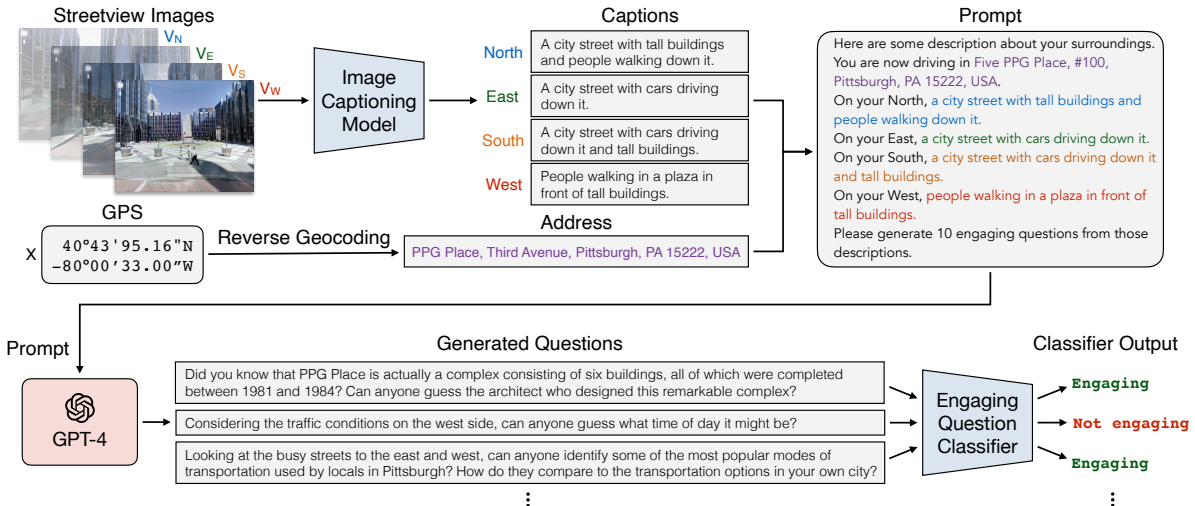 Streetview Images
V_N
V_E
V_S
V_W
Image
Captioning
Model
Captions
North
A city street with tall buildings
and people walking down it.
East
A city street with cars driving
down it.
South
A city street with cars driving
down it and tall buildings.
West
People walking in a plaza in
front of tall buildings.
GPS
X
40°43'95.16"N
-80°00'33.00"W
Reverse Geocoding
Address
PPG Place, Third Avenue, Pittsburgh, PA 15222, USA
Prompt
Here are some description about your surroundings.
You are now driving in Five PPG Place, #100,
Pittsburgh, PA 15222, USA.
On your North, a city street with tall buildings and
people walking down it.
On your East, a city street with cars driving down it.
On your South, a city street with cars driving down it
and tall buildings.
On your West, people walking in a plaza in front of
tall buildings.
Please generate 10 engaging questions from those
descriptions.
Prompt
GPT-4
Generated Questions
Did you know that PPG Place is actually a complex consisting of six buildings, all of which were completed
between 1981 and 1984? Can anyone guess the architect who designed this remarkable complex?
Considering the traffic conditions on the west side, can anyone guess what time of day it might be?
Looking at the busy streets to the east and west, can anyone identify some of the most popular modes of
transportation used by locals in Pittsburgh? How do they compare to the transportation options in your own city?
Engaging
Question
Classifier
Classifier Output
Engaging
Not engaging
Engaging